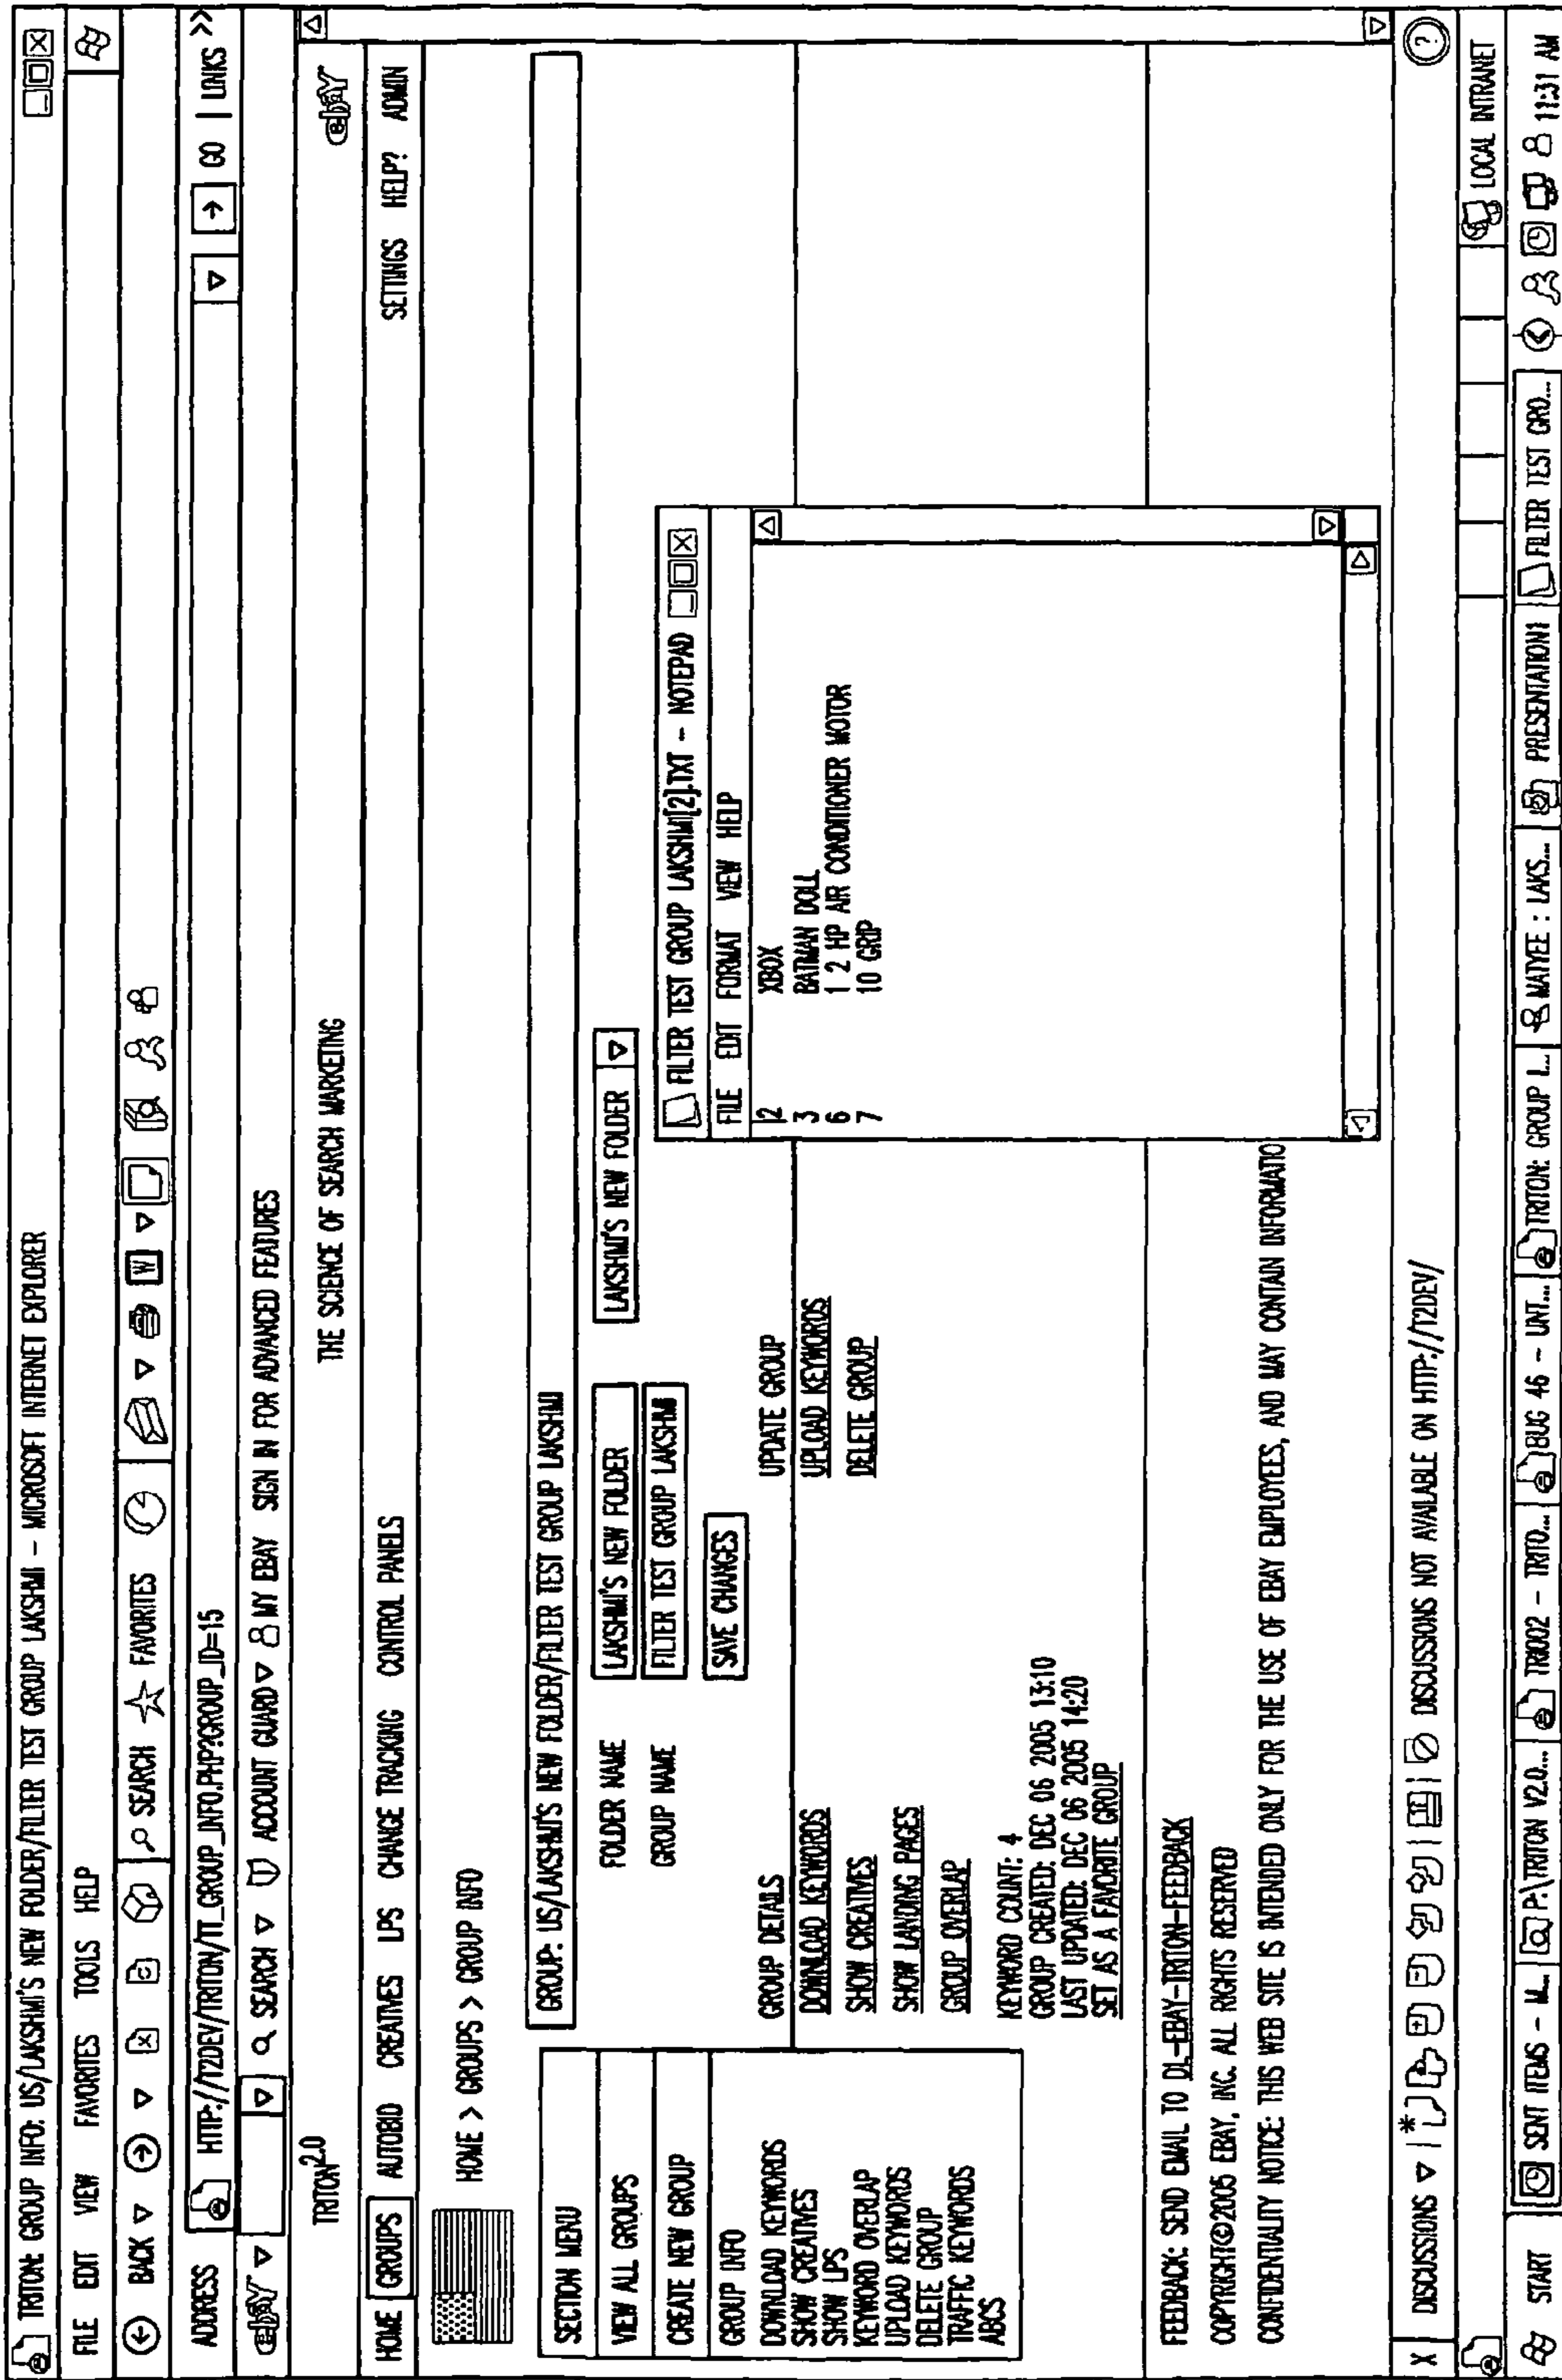 TRITON: GROUP INFO: US/LAKSHMI'S NEW FOLDER/FILTER TEST GROUP LAKSHMI – MICROSOFT INTERNET EXPLORER
FILE EDIT VIEW FAVORITES TOOLS HELP
BACK SEARCH FAVORITES W
ADDRESS HTTP://T2DEV/TRITON/TT_GROUP_INFO.PHP?GROUP_ID=15 GO | LINKS »
ebaY SEARCH ACCOUNT GUARD MY EBAY SIGN IN FOR ADVANCED FEATURES
TRITON2.0 THE SCIENCE OF SEARCH MARKETING ebaY
HOME GROUPS AUTOBID CREATIVES LPS CHANGE TRACKING CONTROL PANELS SETTINGS HELP? ADMIN
HOME > GROUPS > GROUP INFO
GROUP: US/LAKSHMI'S NEW FOLDER/FILTER TEST GROUP LAKSHMI
SECTION MENU
VIEW ALL GROUPS
CREATE NEW GROUP
GROUP INFO
DOWNLOAD KEYWORDS
SHOW CREATIVES
SHOW LPS
KEYWORD OVERLAP
UPLOAD KEYWORDS
DELETE GROUP
TRAFFIC KEYWORDS
ABCS
FOLDER NAME LAKSHMI'S NEW FOLDER LAKSHMI'S NEW FOLDER
GROUP NAME FILTER TEST GROUP LAKSHMI
SAVE CHANGES
GROUP DETAILS UPDATE GROUP
DOWNLOAD KEYWORDS UPLOAD KEYWORDS
SHOW CREATIVES DELETE GROUP
SHOW LANDING PAGES
GROUP OVERLAP
KEYWORD COUNT: 4
GROUP CREATED: DEC 06 2005 13:10
LAST UPDATED: DEC 06 2005 14:20
SET AS A FAVORITE GROUP
FILTER TEST GROUP LAKSHMI[2].TXT – NOTEPAD
FILE EDIT FORMAT VIEW HELP
2 XBOX
3 BATMAN DOLL
6 1 2 HP AIR CONDITIONER MOTOR
7 10 GRIP
FEEDBACK: SEND EMAIL TO DL-EBAY-TRITON-FEEDBACK
COPYRIGHT©2005 EBAY, INC. ALL RIGHTS RESERVED
CONFIDENTIALITY NOTICE: THIS WEB SITE IS INTENDED ONLY FOR THE USE OF EBAY EMPLOYEES, AND MAY CONTAIN INFORMATIO
X DISCUSSIONS DISCUSSIONS NOT AVAILABLE ON HTTP://T2DEV/
LOCAL INTRANET
START SENT ITEMS – M... P:\TRITON V2.0... TRIO02 – TRITO... BUG 46 – UNT... TRITON: GROUP L... MATYEE : LAKS... PRESENTATION1 FILTER TEST GRO... 11:31 AM